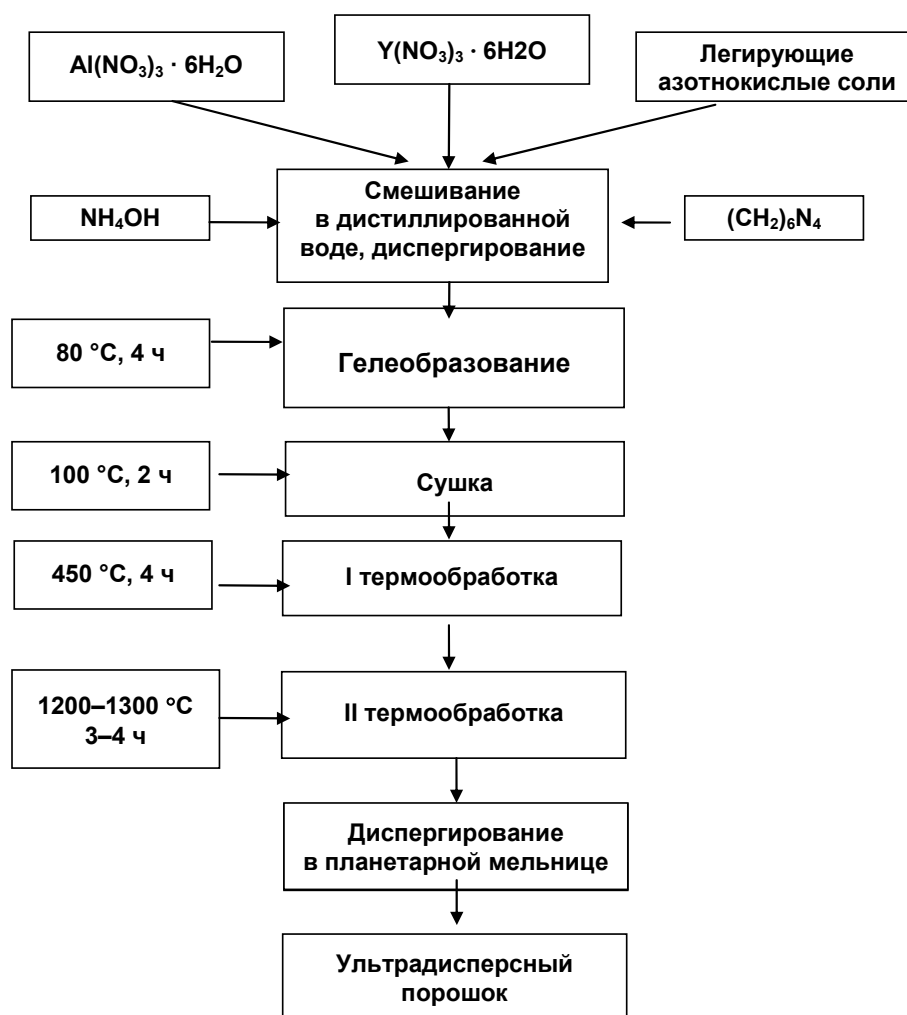 Al(NO₃)₃ · 6H₂O
Y(NO₃)₃ · 6H2O
Легирующие
азотнокислые соли
NH₄OH
Смешивание
в дистиллированной
воде, диспергирование
(CH₂)₆N₄
80 °C, 4 ч
Гелеобразование
100 °C, 2 ч
Сушка
450 °C, 4 ч
I термообработка
1200–1300 °C
3–4 ч
II термообработка
Диспергирование
в планетарной мельнице
Ультрадисперсный
порошок